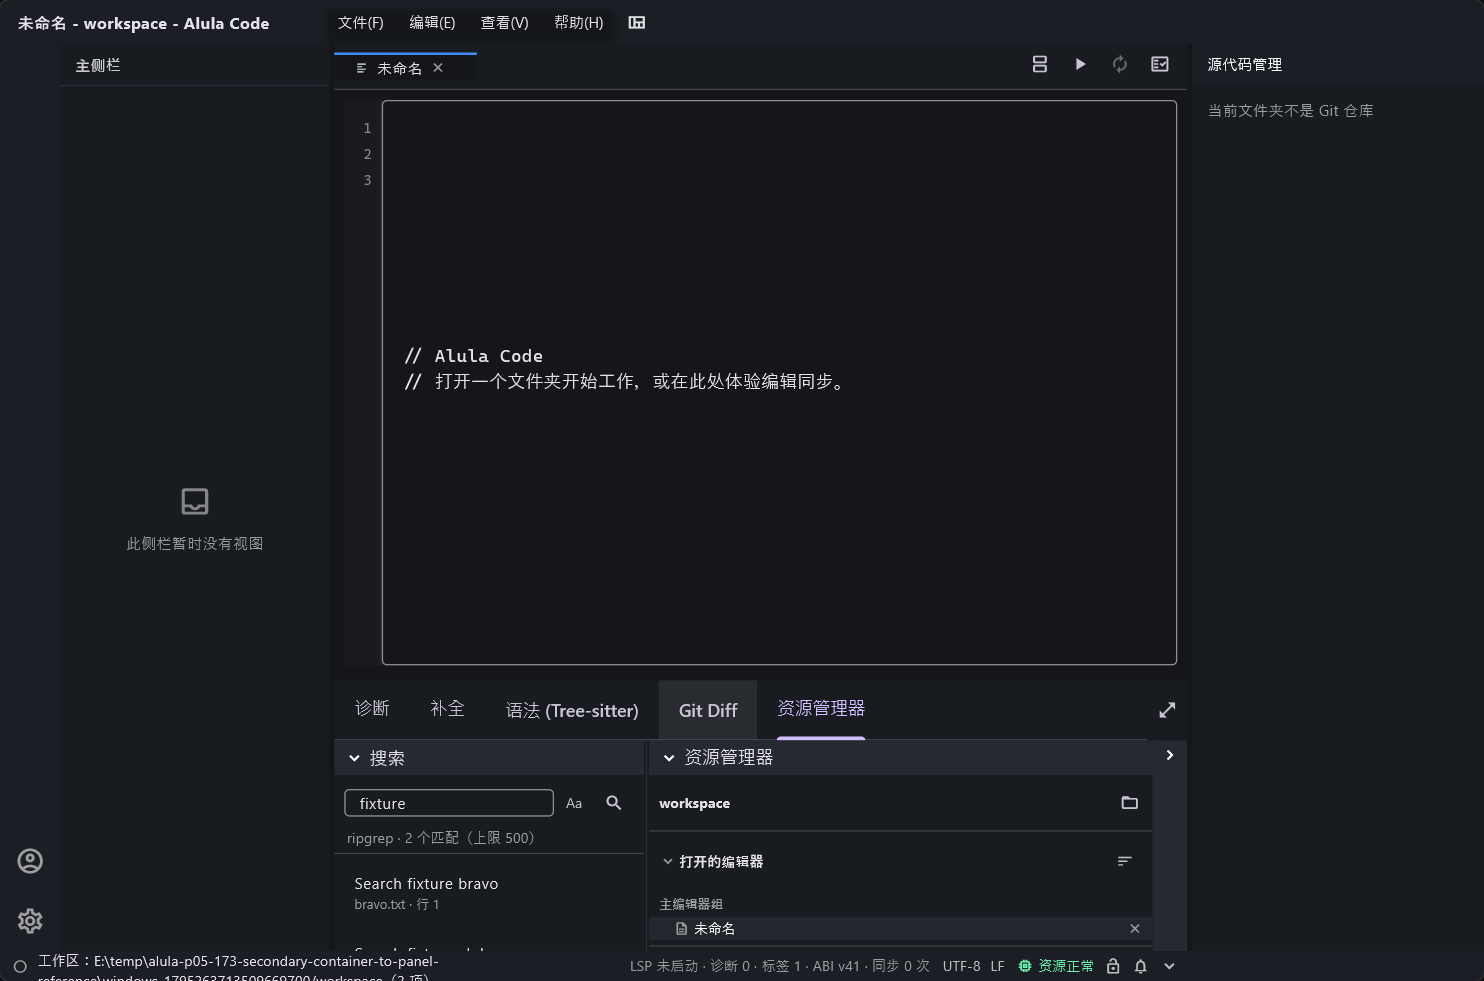 未命名 - workspace - Alula Code
文件(F) 编辑(E) 查看(V) 帮助(H)
主侧栏
未命名
源代码管理
当前文件夹不是 Git 仓库
1
2
3
// Alula Code
// 打开一个文件夹开始工作，或在此处体验编辑同步。
此侧栏暂时没有视图
诊断 补全 语法 (Tree-sitter) Git Diff 资源管理器
搜索
fixture Aa
ripgrep · 2 个匹配（上限 500）
Search fixture bravo
bravo.txt · 行 1
资源管理器
workspace
打开的编辑器
主编辑器组
未命名
工作区：E:\temp\alula-p05-173-secondary-container-to-panel-
LSP 未启动 · 诊断 0 · 标签 1 · ABI v41 · 同步 0 次 UTF-8 LF 资源正常